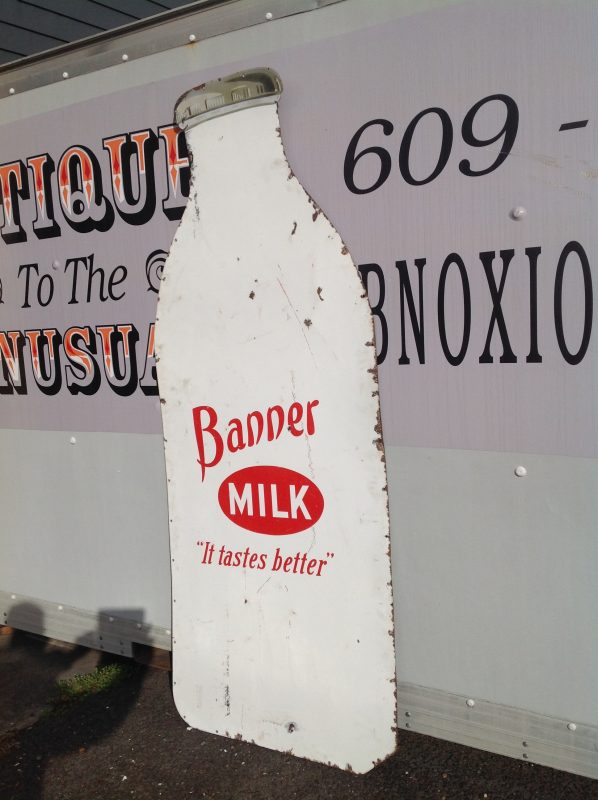 TIQUE
To The
NUSUA
609 -
BNOXIO
Banner
MILK
"It tastes better"